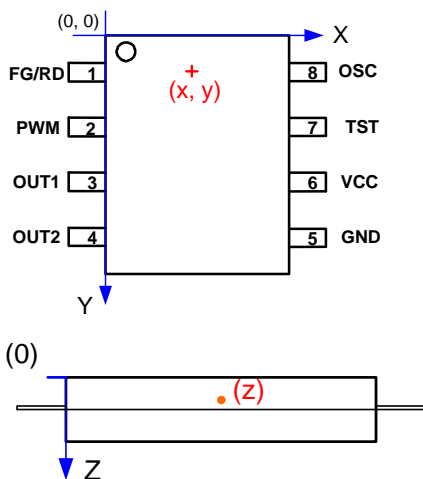 (0, 0)
X
FG/RD 1
8 OSC
(x, y)
PWM 2
7 TST
OUT1 3
6 VCC
OUT2 4
5 GND
Y
(0)
(z)
Z